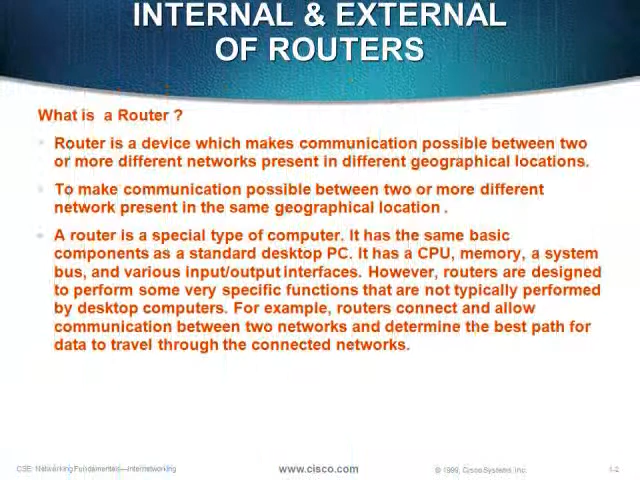 INTERNAL & EXTERNAL
OF ROUTERS
What is a Router ?
Router is a device which makes communication possible between two
or more different networks present in different geographical locations.
To make communication possible between two or more different
network present in the same geographical location .
A router is a special type of computer. It has the same basic
components as a standard desktop PC. It has a CPU, memory, a system
bus, and various input/output interfaces. However, routers are designed
to perform some very specific functions that are not typically performed
by desktop computers. For example, routers connect and allow
communication between two networks and determine the best path for
data to travel through the connected networks.
CSE: Networking Fundamentals—Internetworking
www.cisco.com
© 1999, Cisco Systems, Inc.
1-2